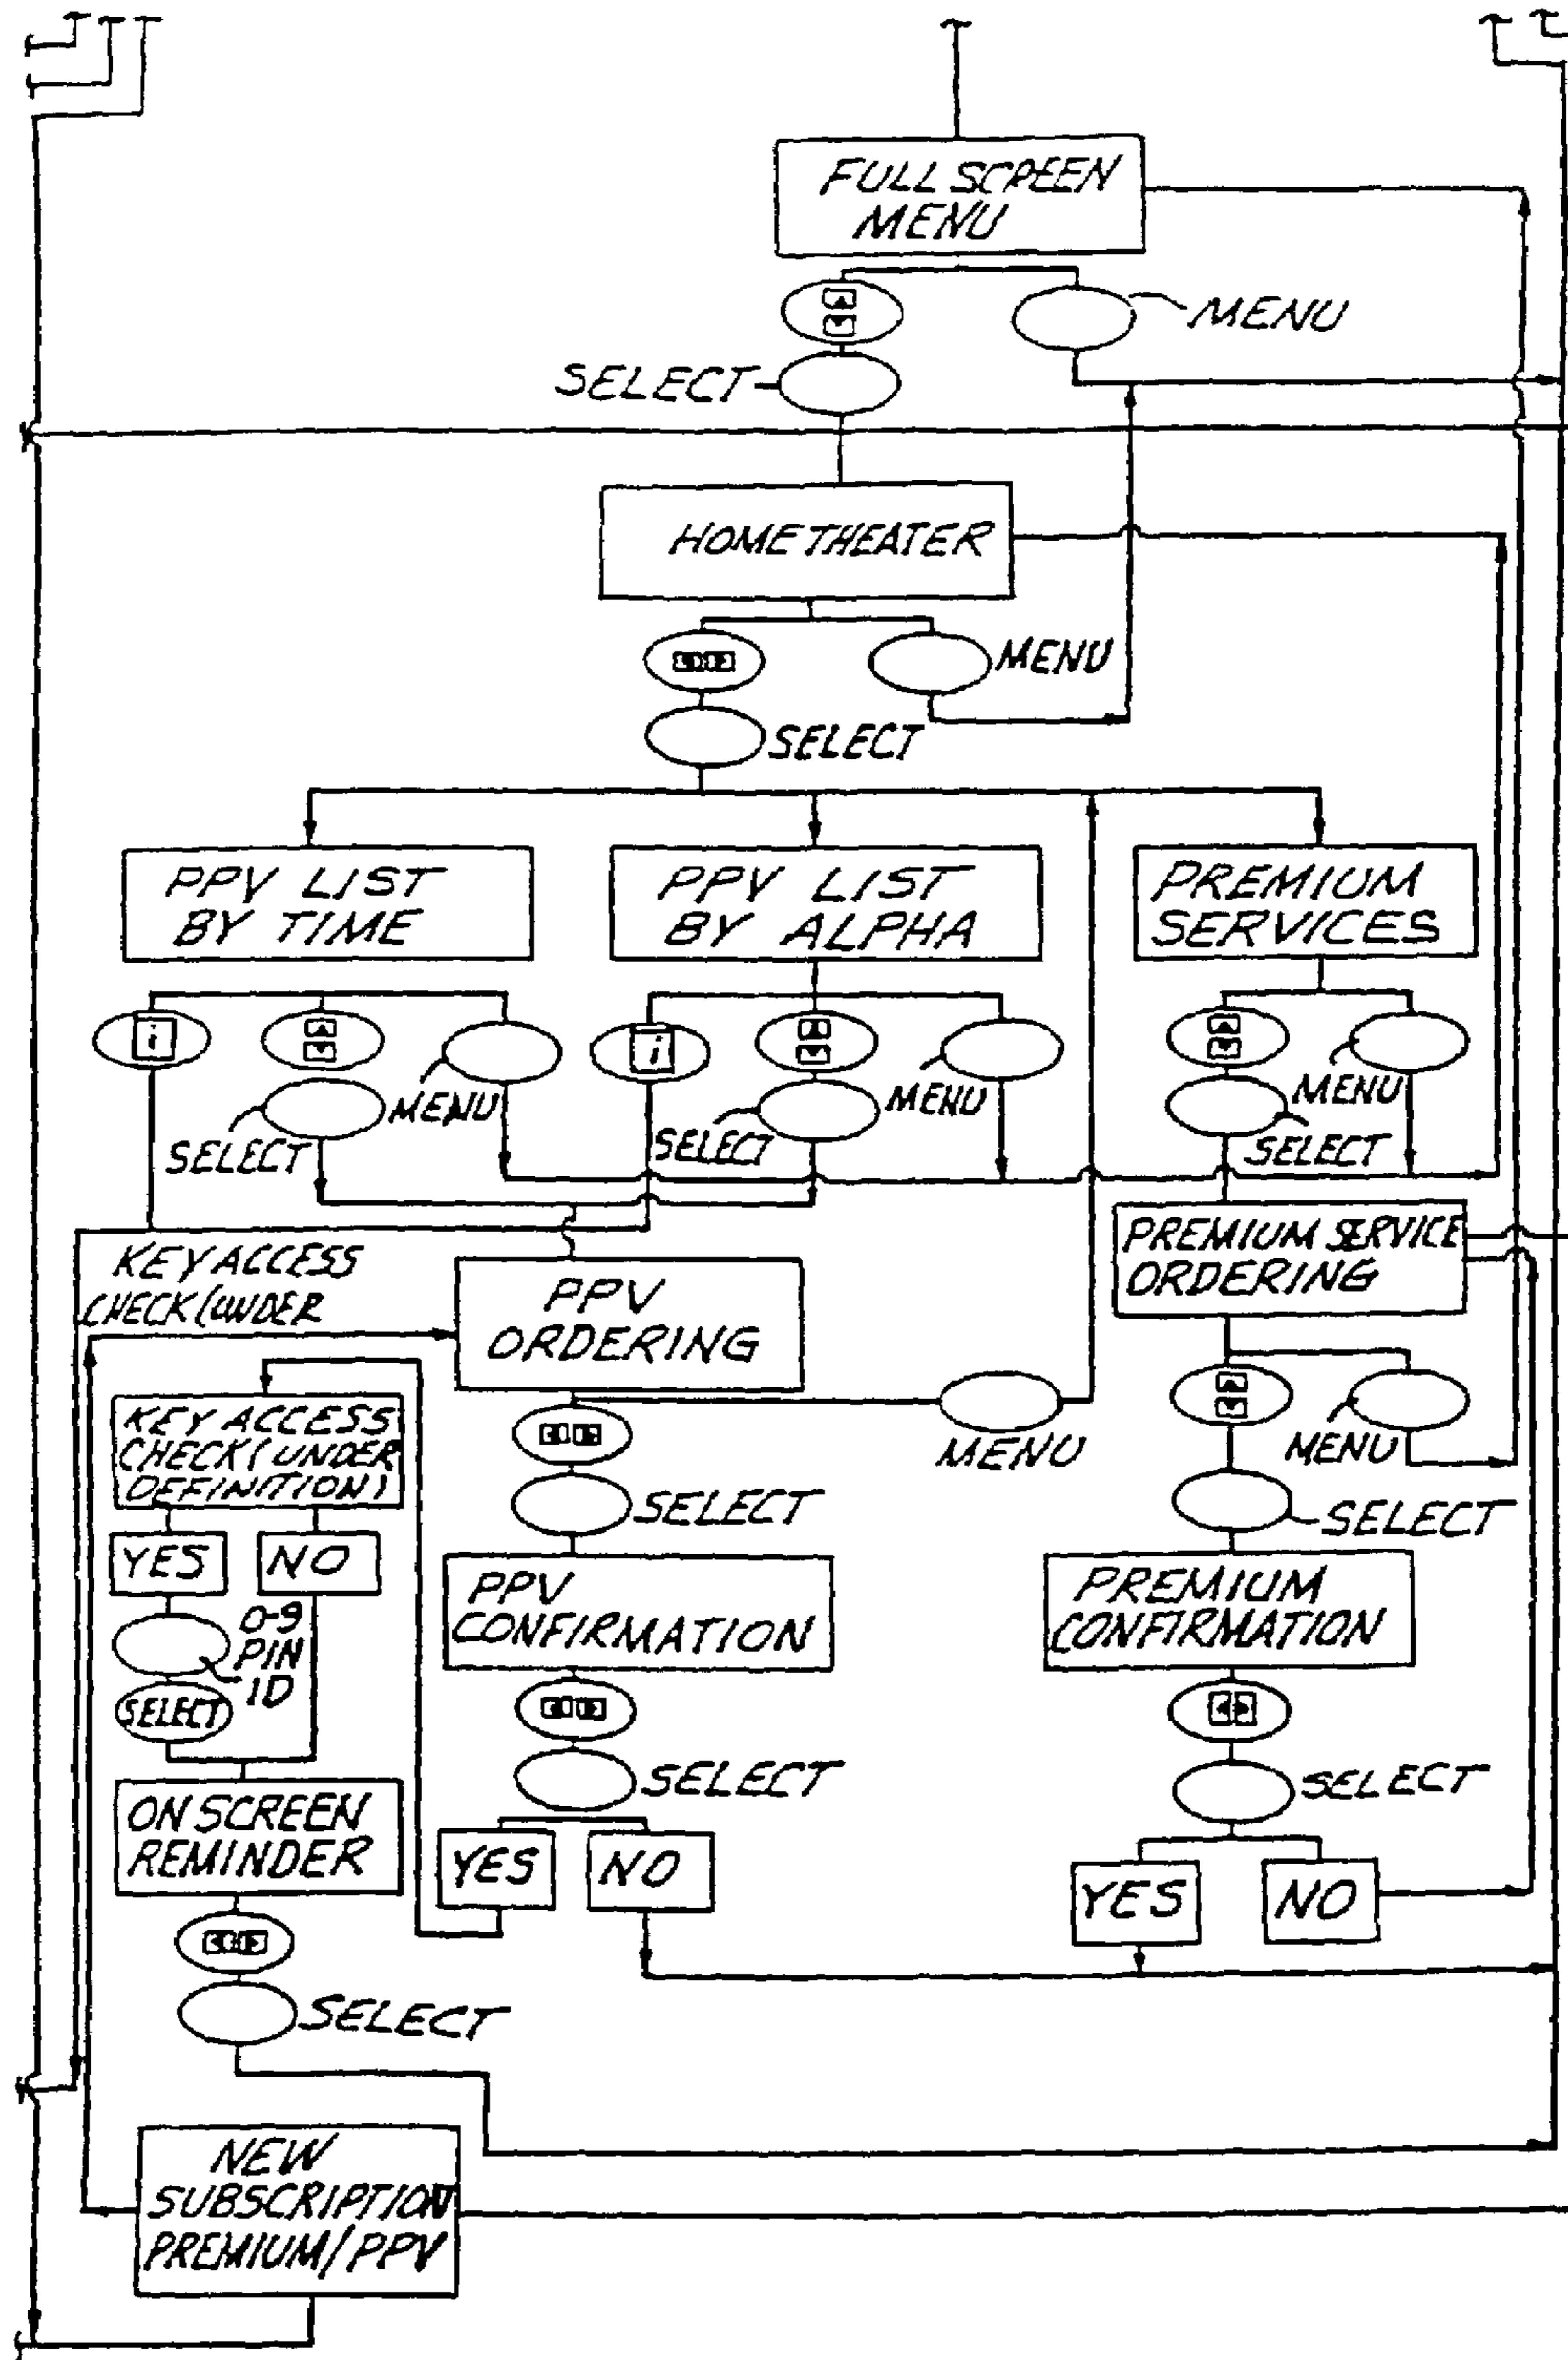 FULL SCREEN
MENU
MENU
SELECT
HOME THEATER
MENU
SELECT
PPV LIST
BY TIME
PPV LIST
BY ALPHA
PREMIUM
SERVICES
i
i
MENU
SELECT
MENU
SELECT
MENU
SELECT
KEY ACCESS
CHECK (UNDER
PPV
ORDERING
PREMIUM SERVICE
ORDERING
KEY ACCESS
CHECK (UNDER
DEFINITION)
MENU
MENU
SELECT
SELECT
YES
NO
PPV
CONFIRMATION
PREMIUM
CONFIRMATION
0-9
PIN
ID
SELECT
SELECT
SELECT
ON SCREEN
REMINDER
YES
NO
YES
NO
SELECT
NEW
SUBSCRIPTION
PREMIUM/PPV